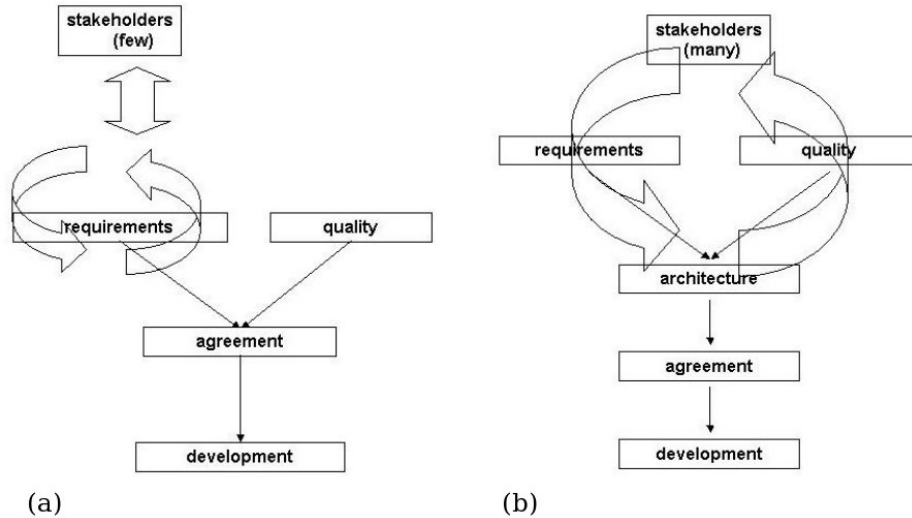 stakeholders
(few)
requirements
quality
agreement
development
(a)
stakeholders
(many)
requirements
quality
architecture
agreement
development
(b)